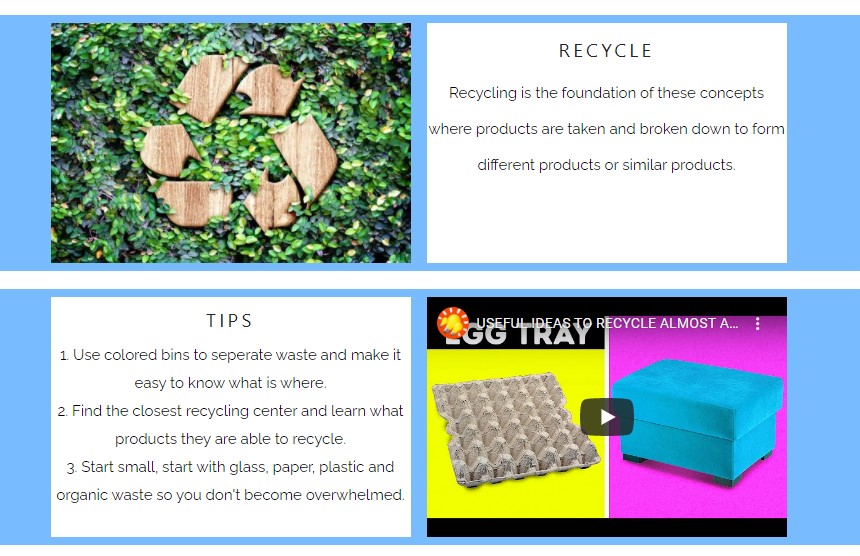 RECYCLE
Recycling is the foundation of these concepts
where products are taken and broken down to form
different products or similar products.
TIPS
1. Use colored bins to seperate waste and make it
easy to know what is where.
2. Find the closest recycling center and learn what
products they are able to recycle.
3. Start small, start with glass, paper, plastic and
organic waste so you don't become overwhelmed.
USEFUL IDEAS TO RECYCLE ALMOST A...
EGG TRAY